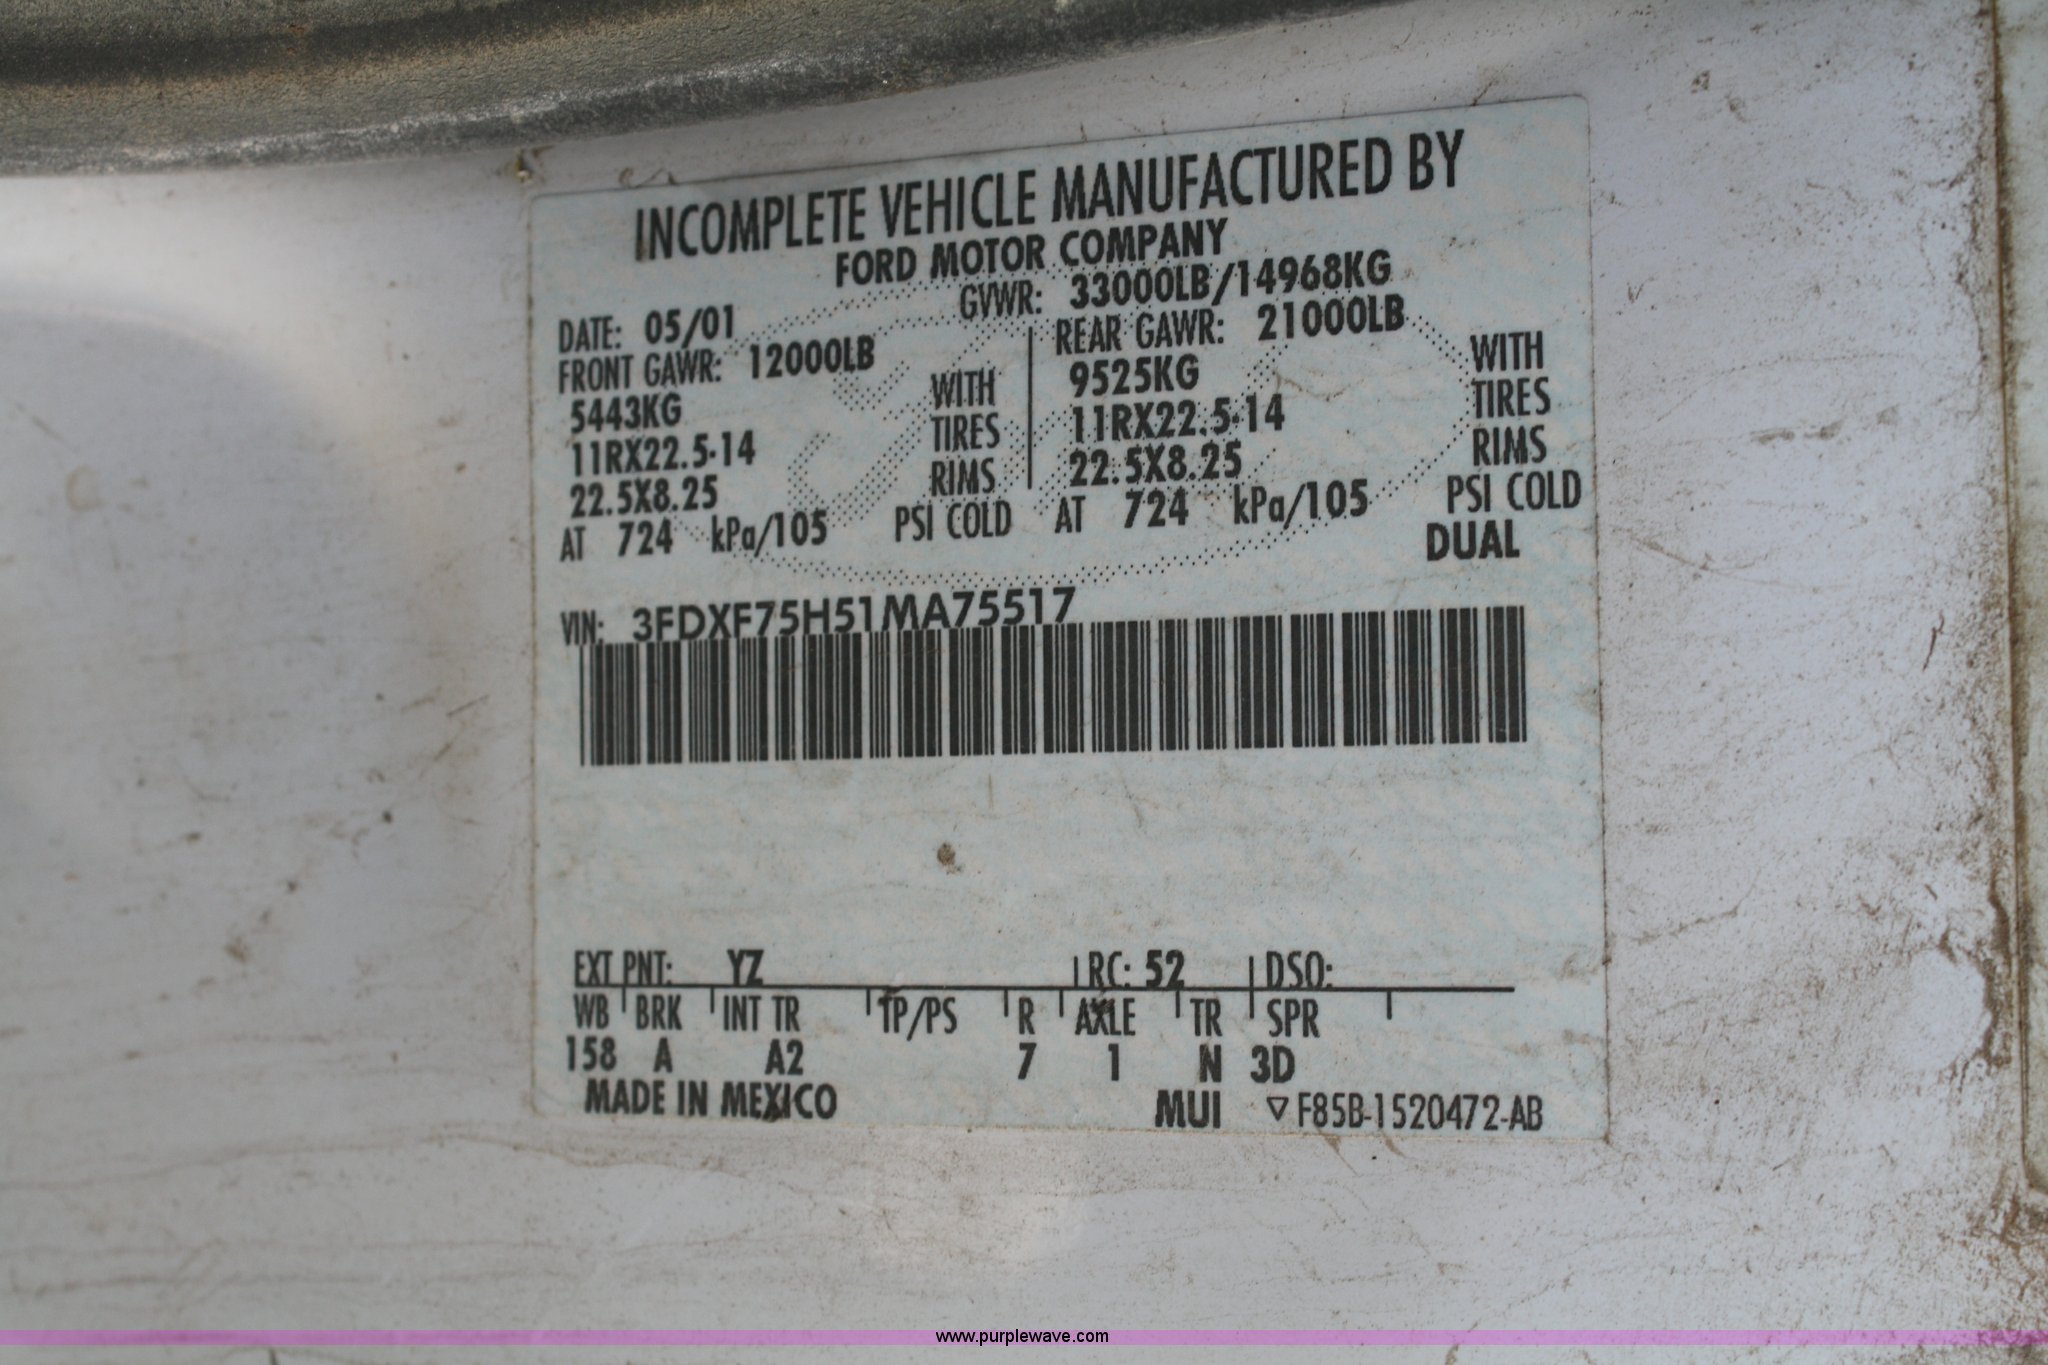 INCOMPLETE VEHICLE MANUFACTURED BY
FORD MOTOR COMPANY
DATE: 05/01 GVWR: 33000LB/14968KG
FRONT GAWR: 12000LB REAR GAWR: 21000LB
5443KG WITH 9525KG WITH
11RX22.5-14 TIRES 11RX22.5-14 TIRES
22.5X8.25 RIMS 22.5X8.25 RIMS
AT 724 kPa/105 PSI COLD AT 724 kPa/105 PSI COLD
DUAL
VIN: 3FDXF75H51MA75517
EXT PNT: YZ RC: 52 DSO:
WB BRK INT TR TP/PS R AXLE TR SPR
158 A A2 7 1 N 3D
MADE IN MEXICO MUI ▽ F85B-1520472-AB
www.purplewave.com